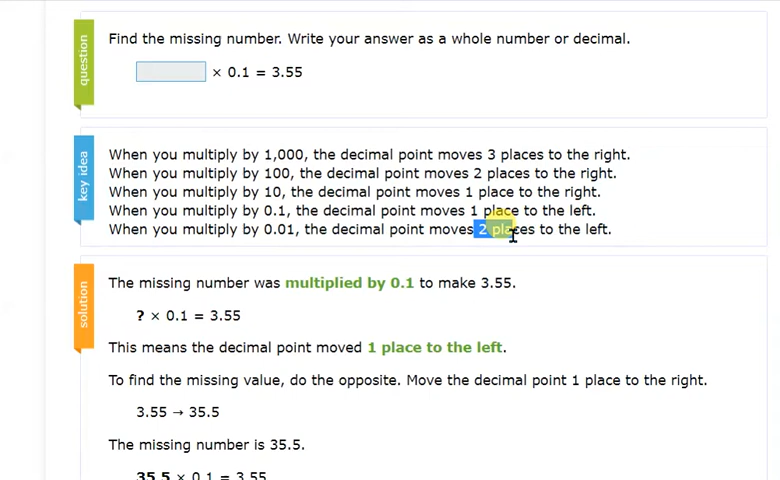 question
Find the missing number. Write your answer as a whole number or decimal.
× 0.1 = 3.55
key idea
When you multiply by 1,000, the decimal point moves 3 places to the right.
When you multiply by 100, the decimal point moves 2 places to the right.
When you multiply by 10, the decimal point moves 1 place to the right.
When you multiply by 0.1, the decimal point moves 1 place to the left.
When you multiply by 0.01, the decimal point moves 2 places to the left.
solution
The missing number was multiplied by 0.1 to make 3.55.
? × 0.1 = 3.55
This means the decimal point moved 1 place to the left.
To find the missing value, do the opposite. Move the decimal point 1 place to the right.
3.55 → 35.5
The missing number is 35.5.
35.5 × 0.1 = 3.55